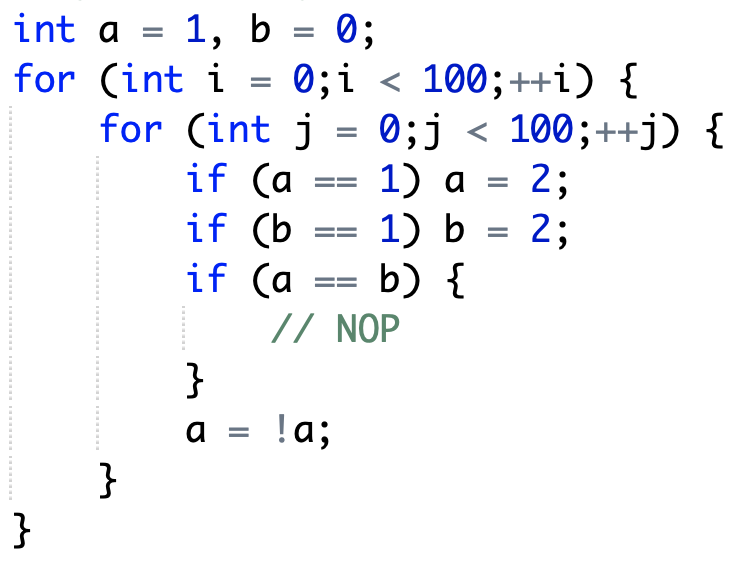 int a = 1, b = 0;
for (int i = 0;i < 100;++i) {
    for (int j = 0;j < 100;++j) {
        if (a == 1) a = 2;
        if (b == 1) b = 2;
        if (a == b) {
            // NOP
        }
        a = !a;
    }
}